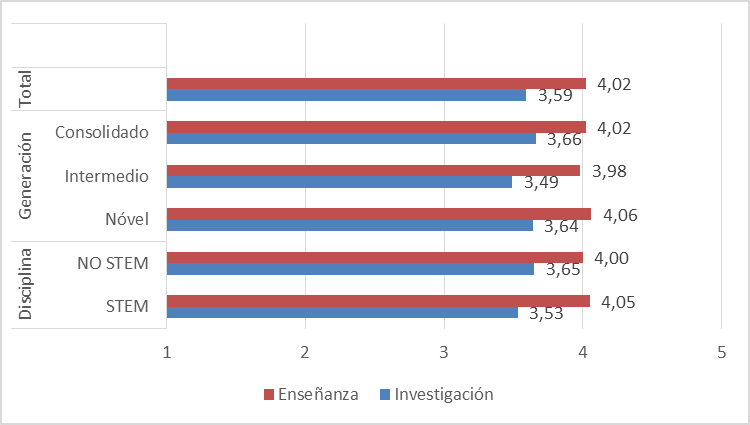 Total
4,02
3,59
Generación
Consolidado
4,02
3,66
Intermedio
3,98
3,49
Nóvel
4,06
3,64
Disciplina
NO STEM
4,00
3,65
STEM
4,05
3,53
1 2 3 4 5
Enseñanza Investigación